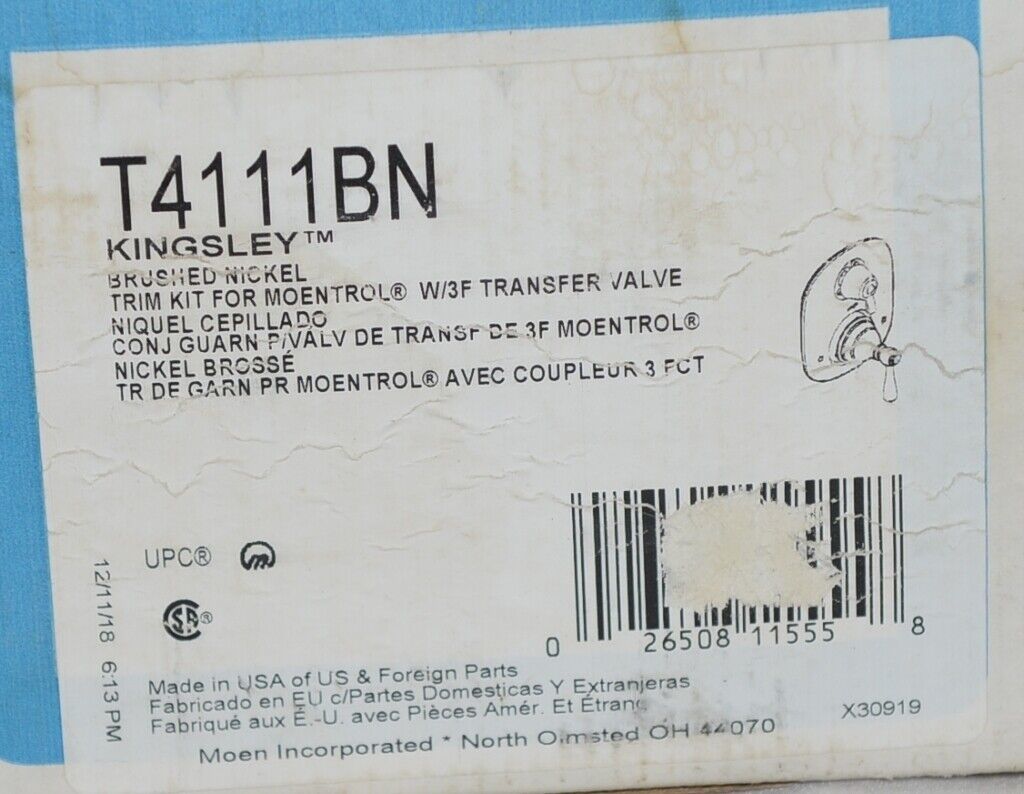 T4111BN
KINGSLEY™
BRUSHED NICKEL
TRIM KIT FOR MOENTROL® W/3F TRANSFER VALVE
NIQUEL CEPILLADO
CONJ GUARN P/VALV DE TRANSF DE 3F MOENTROL®
NICKEL BROSSÉ
TR DE GARN PR MOENTROL® AVEC COUPLEUR 3 FCT
UPC®
12/11/18 6:13 PM
®
0 26508 11555 8
Made in USA of US & Foreign Parts
Fabricado en EU c/Partes Domesticas Y Extranjeras
Fabriqué aux É.-U. avec Pièces Amér. Et Étrang
X30919
Moen Incorporated * North Olmsted OH 44070